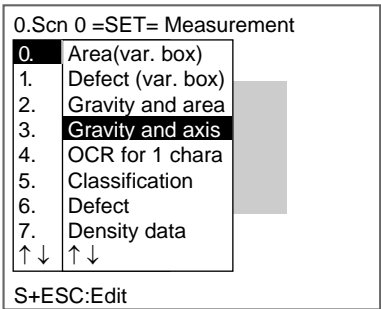 0.Scn 0 =SET= Measurement
0. Area(var. box)
1. Defect (var. box)
2. Gravity and area
3. Gravity and axis
4. OCR for 1 chara
5. Classification
6. Defect
7. Density data
↑↓ ↑↓
S+ESC:Edit